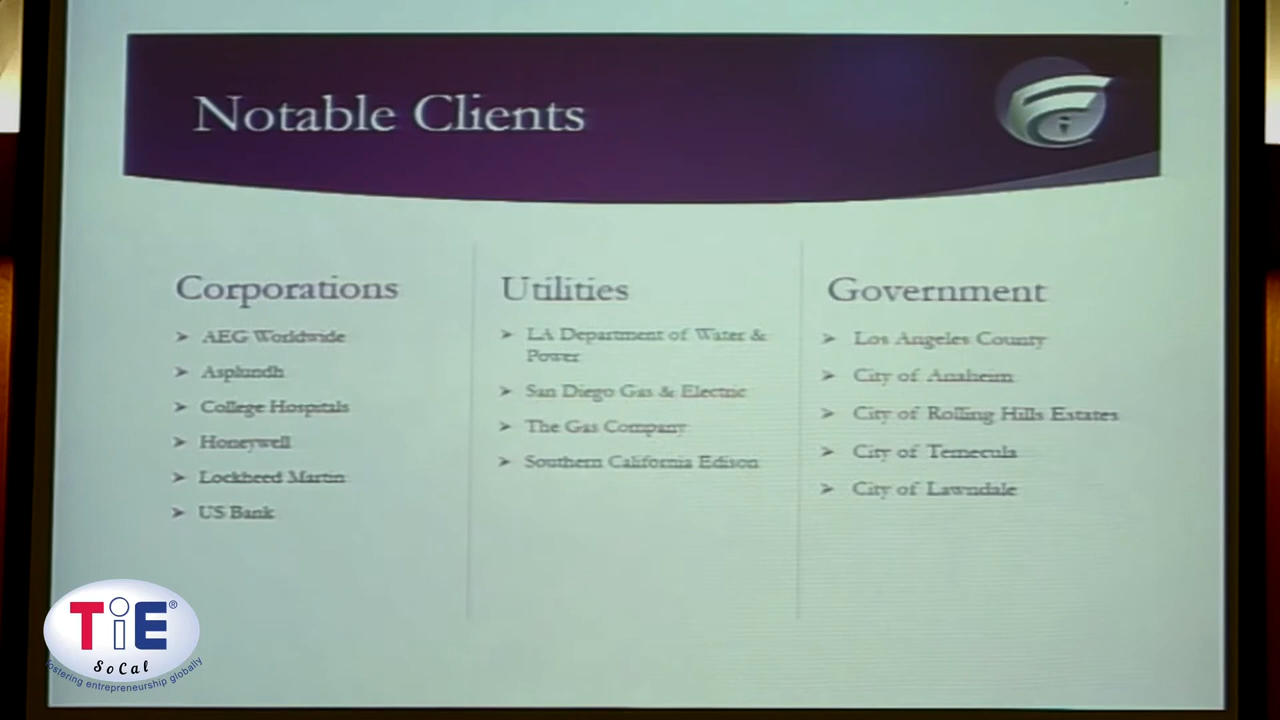 Notable Clients
Corporations
➢ AEG Worldwide
➢ Asplundh
➢ College Hospitals
➢ Honeywell
➢ Lockheed Martin
➢ US Bank
Utilities
➢ LA Department of Water &
Power
➢ San Diego Gas & Electric
➢ The Gas Company
➢ Southern California Edison
Government
➢ Los Angeles County
➢ City of Anaheim
➢ City of Rolling Hills Estates
➢ City of Temecula
➢ City of Lawndale
TiE®
SoCal
fostering entrepreneurship globally